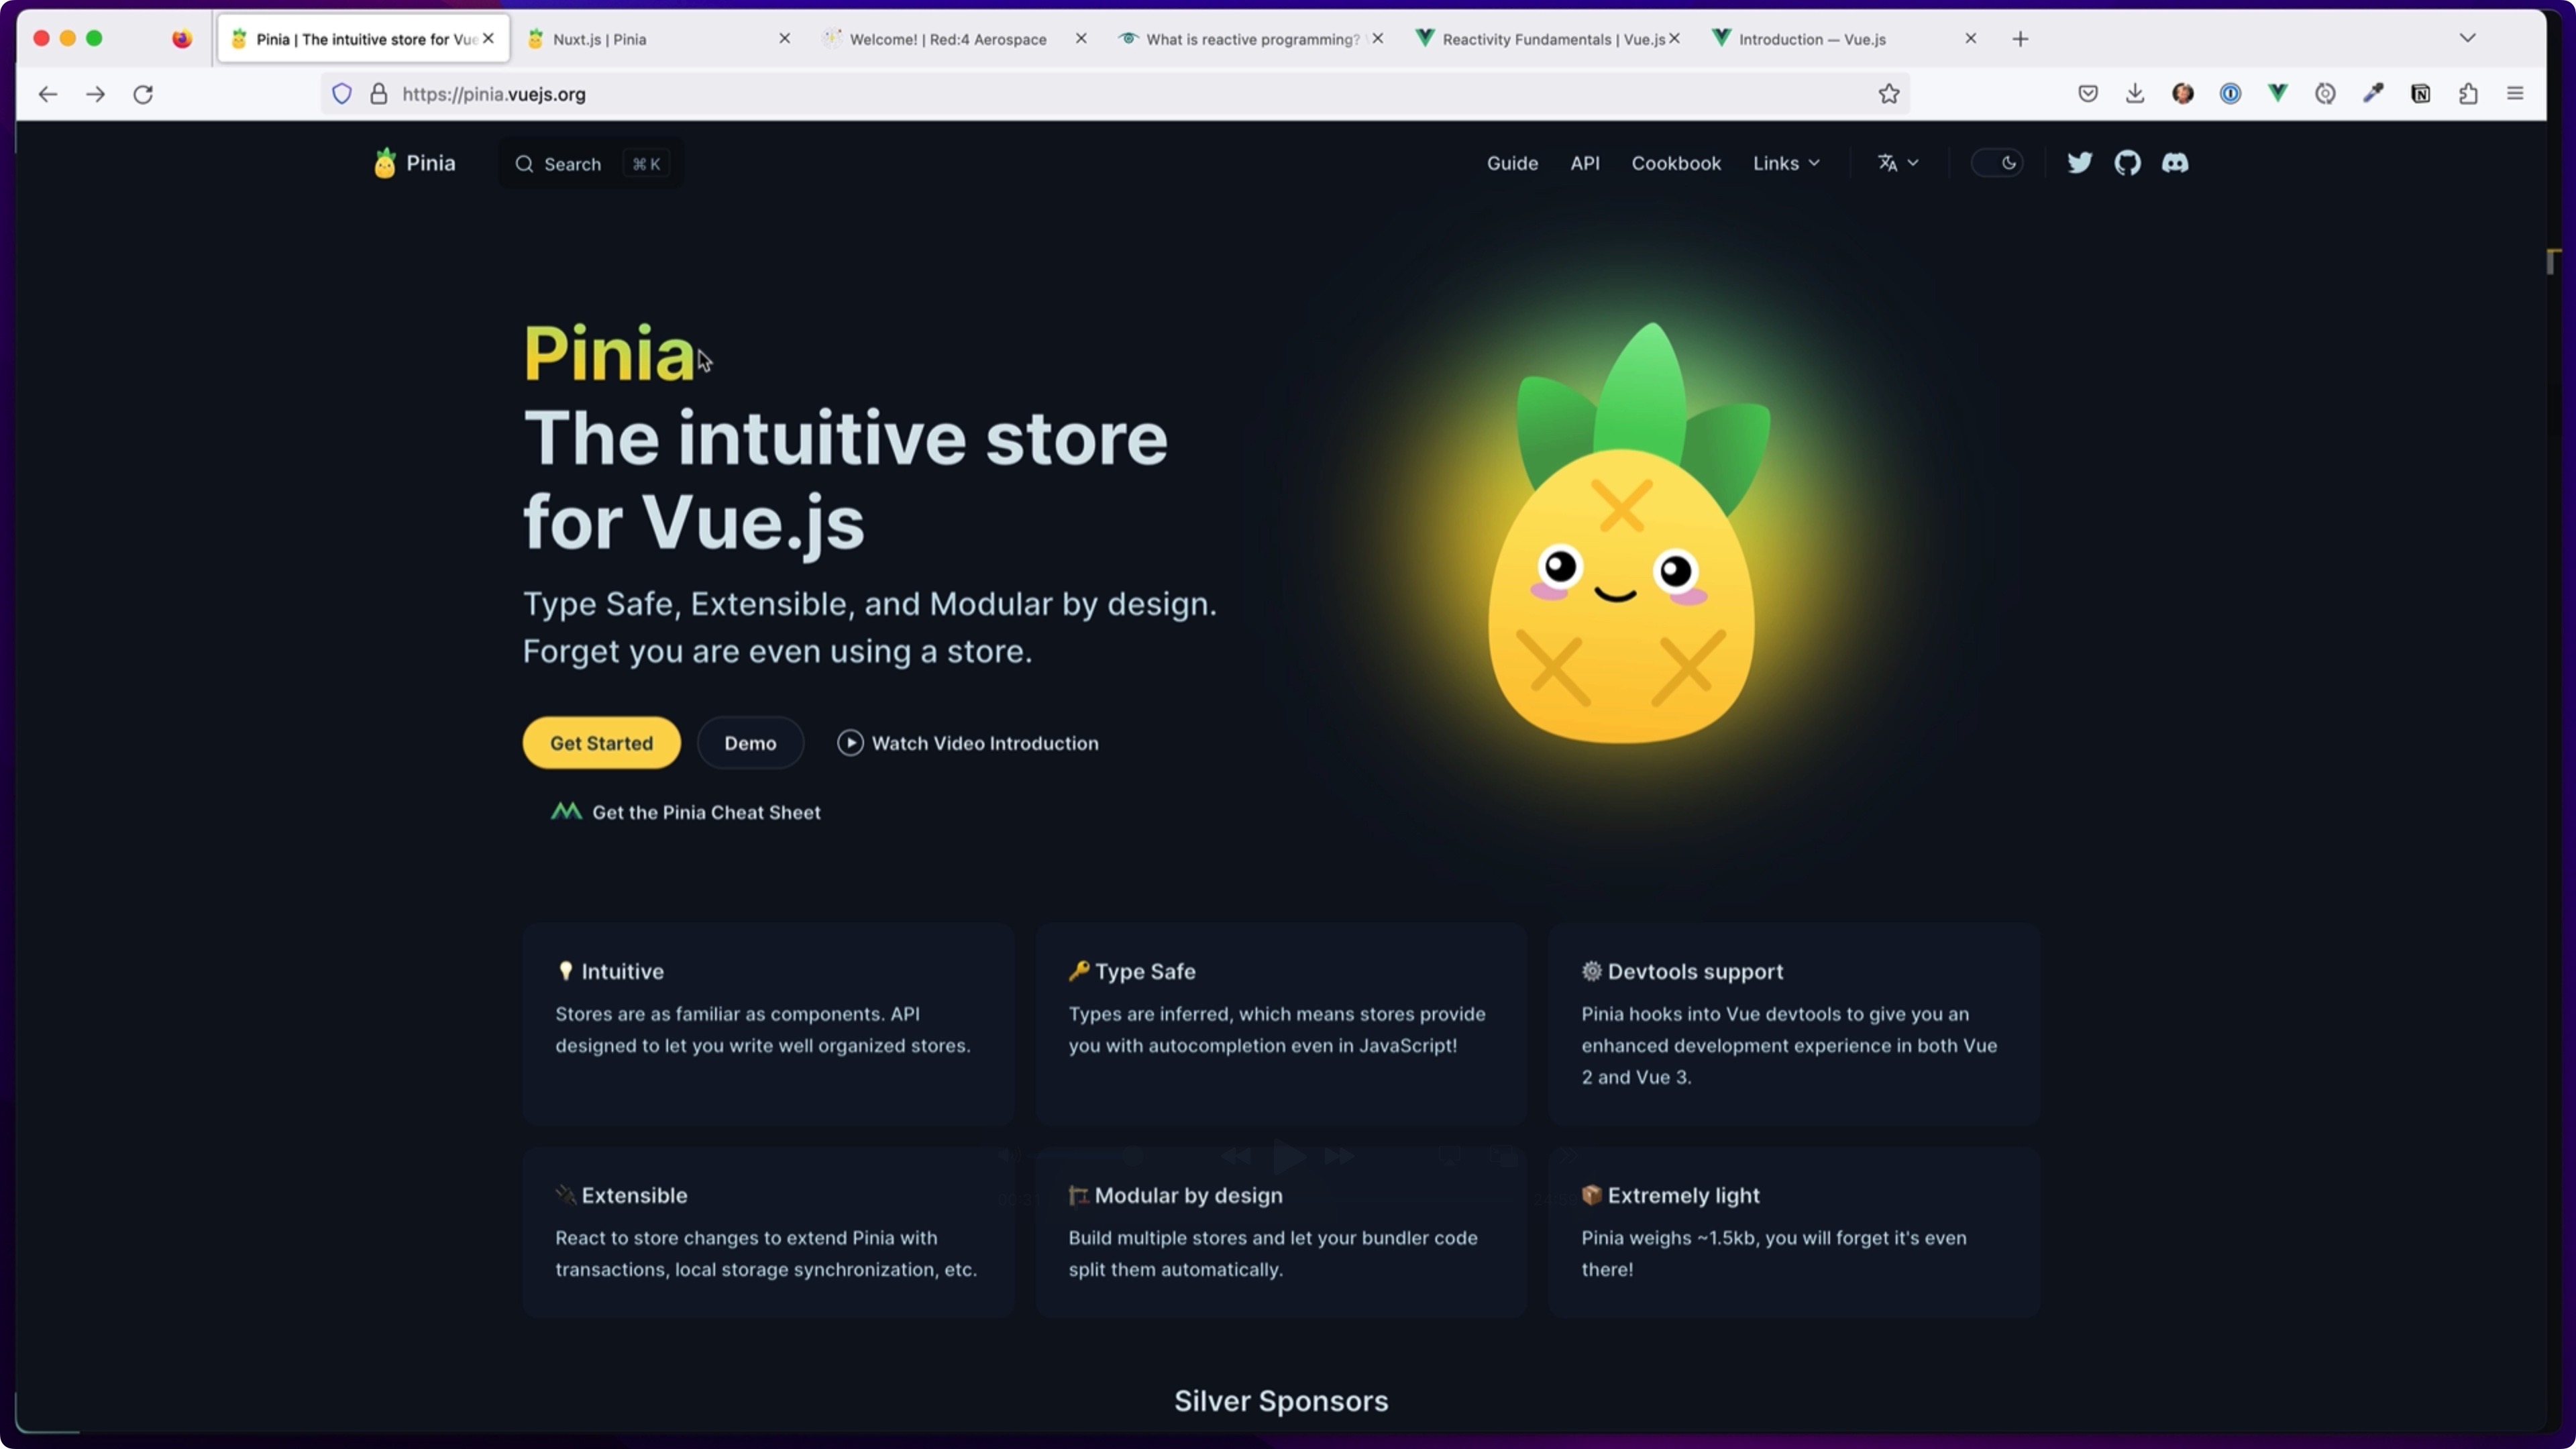 Pinia | The intuitive store for Vue
Nuxt.js | Pinia
Welcome! | Red:4 Aerospace
What is reactive programming?
Reactivity Fundamentals | Vue.js
Introduction — Vue.js
https://pinia.vuejs.org
Pinia
Search
⌘ K
Guide
API
Cookbook
Links
Pinia
The intuitive store
for Vue.js
Type Safe, Extensible, and Modular by design.
Forget you are even using a store.
Get Started
Demo
Watch Video Introduction
Get the Pinia Cheat Sheet
💡 Intuitive
Stores are as familiar as components. API
designed to let you write well organized stores.
🔑 Type Safe
Types are inferred, which means stores provide
you with autocompletion even in JavaScript!
⚙️ Devtools support
Pinia hooks into Vue devtools to give you an
enhanced development experience in both Vue
2 and Vue 3.
🔌 Extensible
React to store changes to extend Pinia with
transactions, local storage synchronization, etc.
🏗️ Modular by design
Build multiple stores and let your bundler code
split them automatically.
📦 Extremely light
Pinia weighs ~1.5kb, you will forget it's even
there!
Silver Sponsors